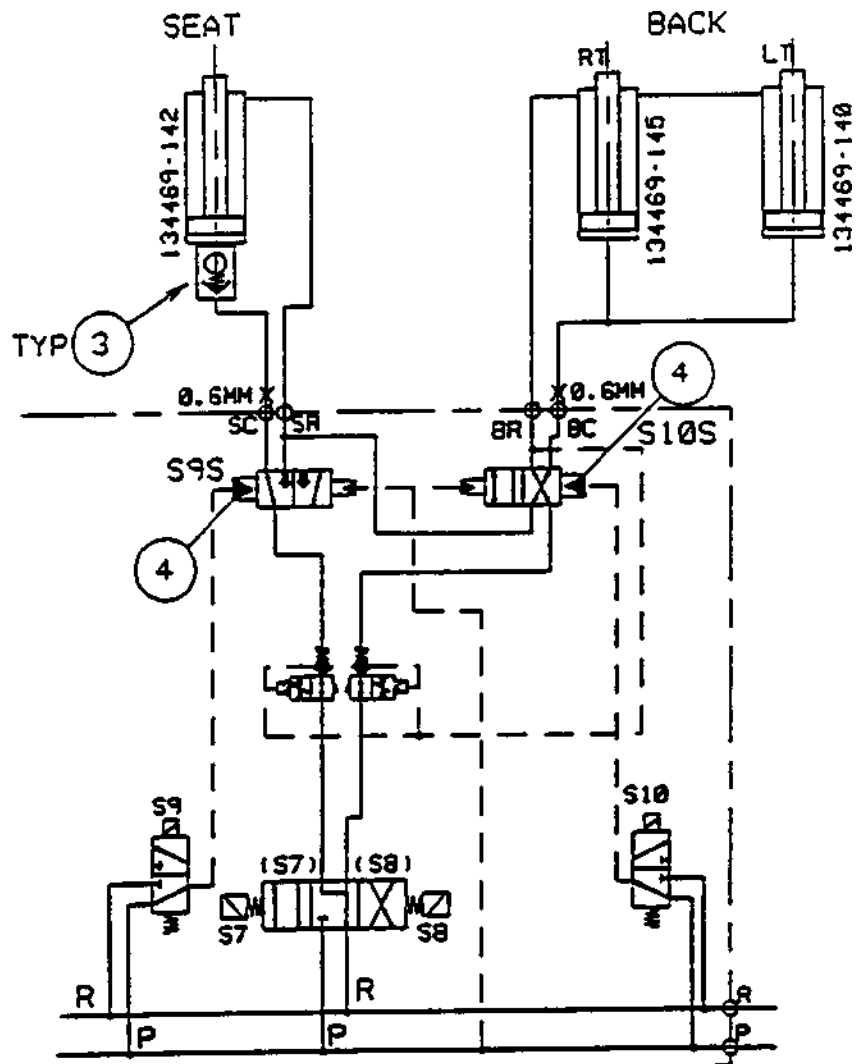 SEAT
BACK
RT
LT
134469-142
134469-145
134469-140
TYP 3
0.6MM
0.6MM
4
SC
SR
BR
BC
S10S
S9S
4
S9
S10
(S7)
(S8)
S7
S8
R
R
R
P
P
P